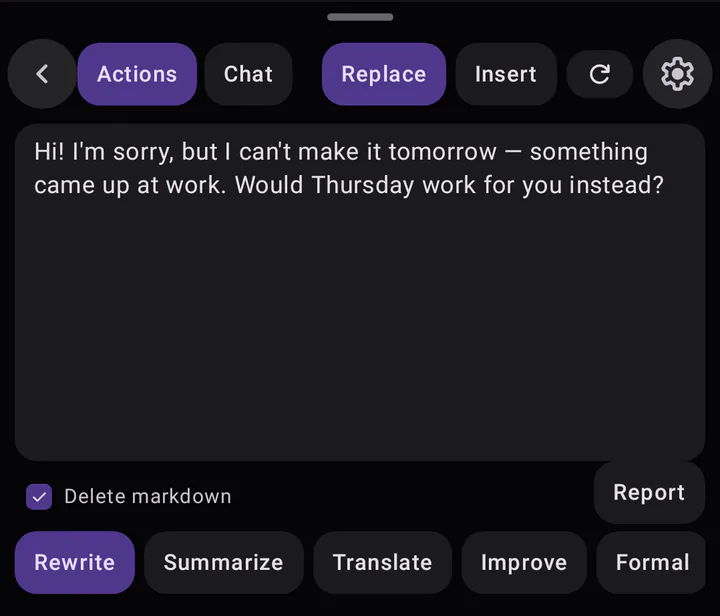 Actions Chat Replace Insert
Hi! I'm sorry, but I can't make it tomorrow — something
came up at work. Would Thursday work for you instead?
Delete markdown
Report
Rewrite Summarize Translate Improve Formal